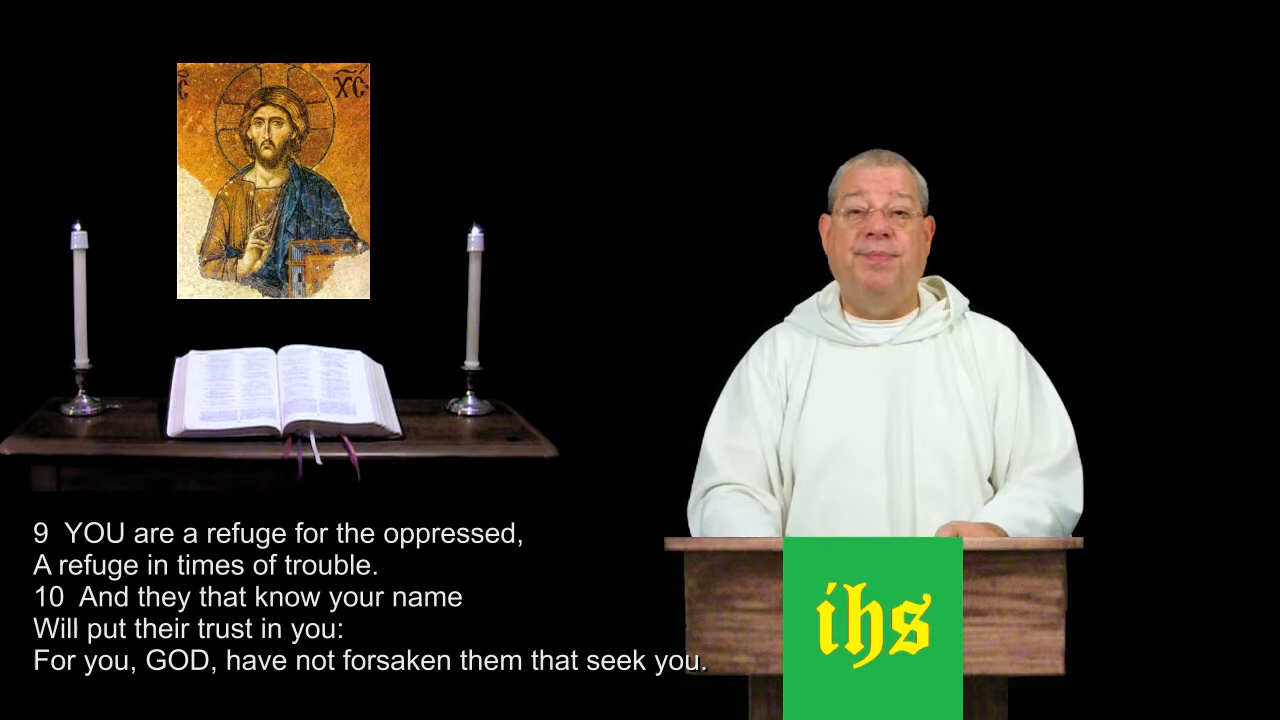 ХС
9 YOU are a refuge for the oppressed,
A refuge in times of trouble.
10 And they that know your name
Will put their trust in you:
For you, GOD, have not forsaken them that seek you.
ihs